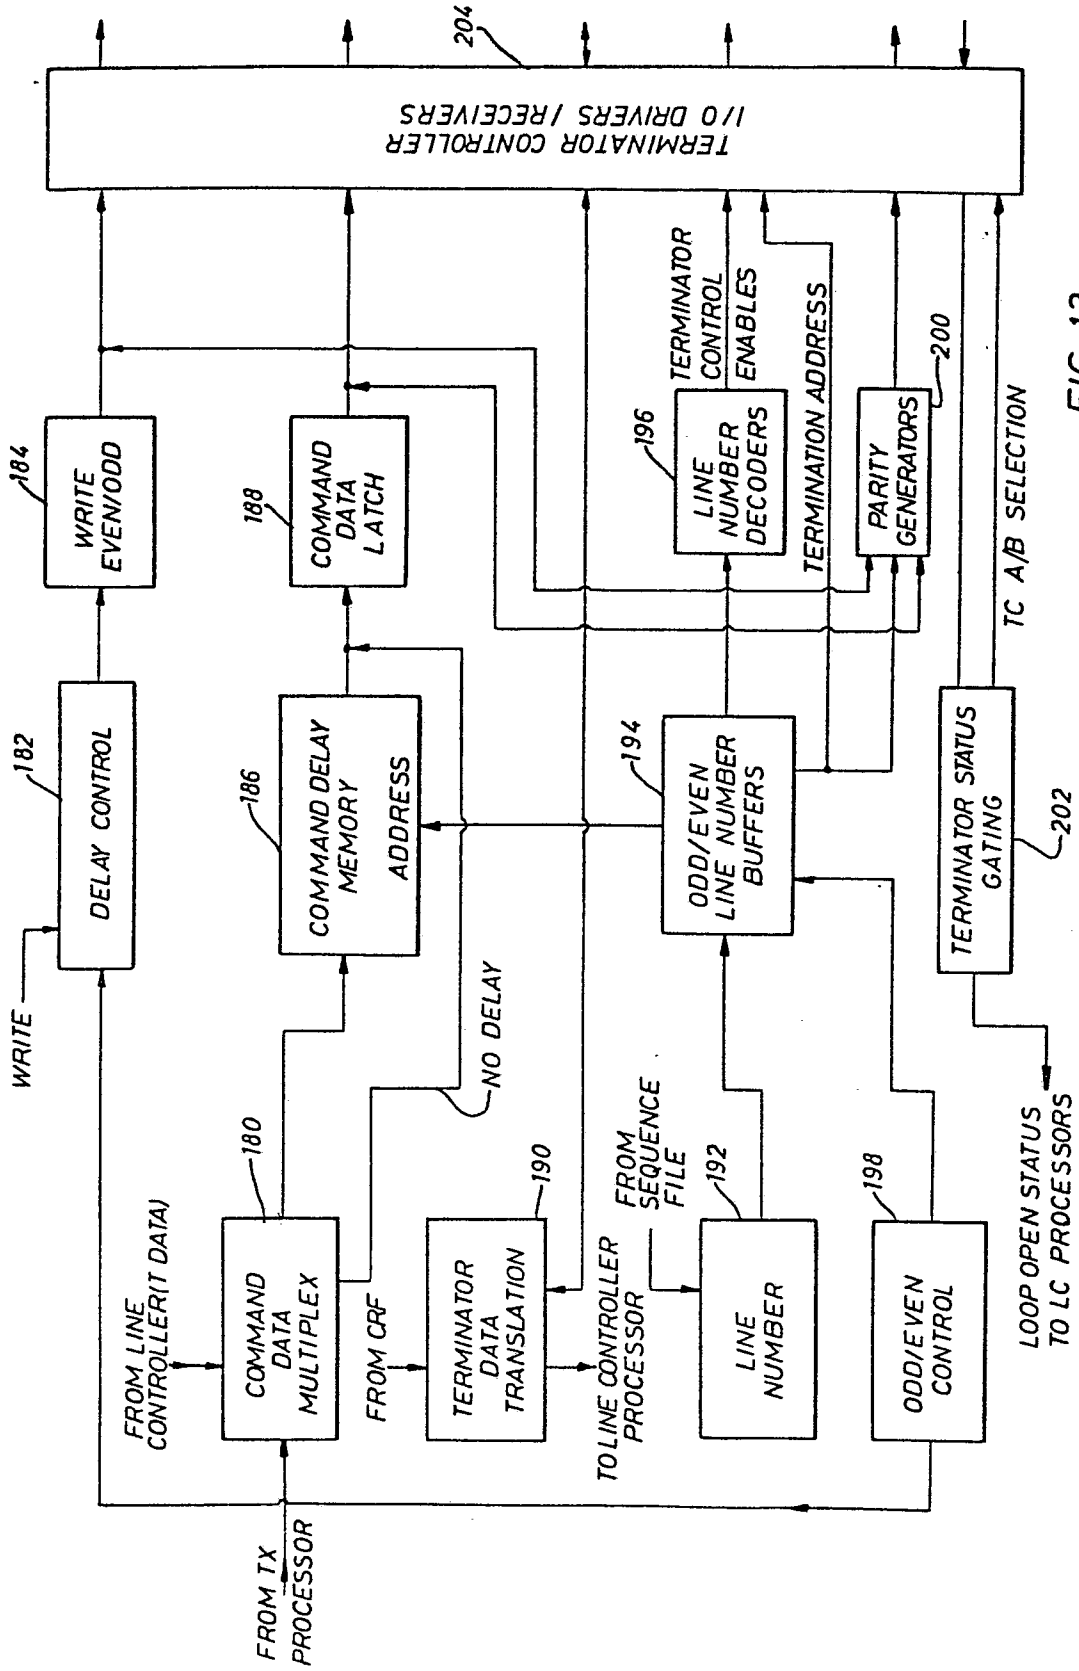 WRITE
182
DELAY CONTROL
184
WRITE
EVEN/ODD
204
TERMINATOR CONTROLLER
I/O DRIVERS / RECEIVERS
FROM LINE
CONTROLLER(T DATA)
FROM TX
PROCESSOR
180
COMMAND
DATA
MULTIPLEX
NO DELAY
186
COMMAND DELAY
MEMORY
ADDRESS
188
COMMAND
DATA
LATCH
FROM CRF
190
TERMINATOR
DATA
TRANSLATION
TO LINE CONTROLLER
PROCESSOR
FROM
SEQUENCE
FILE
192
LINE
NUMBER
194
ODD/EVEN
LINE NUMBER
BUFFERS
196
LINE
NUMBER
DECODERS
TERMINATOR
CONTROL
ENABLES
TERMINATION ADDRESS
198
ODD/EVEN
CONTROL
PARITY
GENERATORS
200
TERMINATOR STATUS
GATING
202
TC A/B SELECTION
LOOP OPEN STATUS
TO LC PROCESSORS